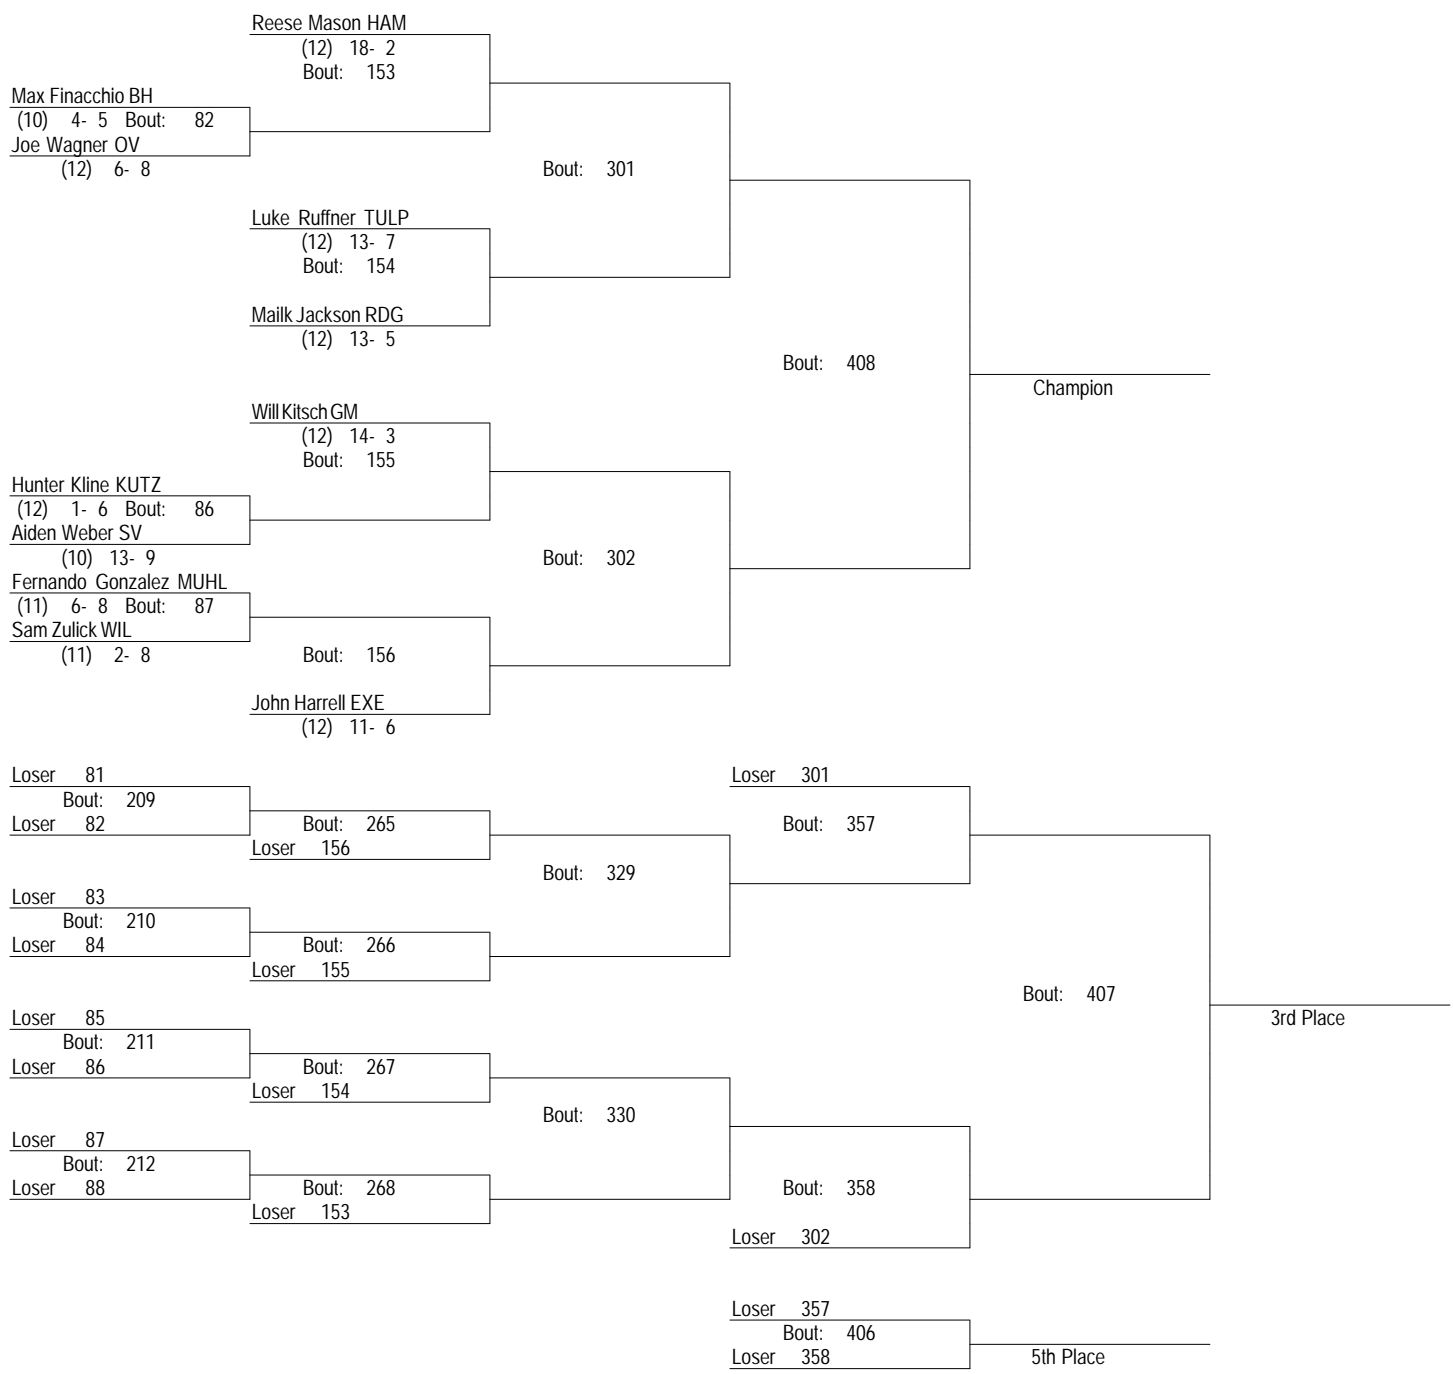 Reese Mason HAM
(12) 18- 2
Bout: 153
Max Finacchio BH
(10) 4- 5 Bout: 82
Joe Wagner OV
(12) 6- 8
Bout: 301
Luke Ruffner TULP
(12) 13- 7
Bout: 154
Mailk Jackson RDG
(12) 13- 5
Bout: 408
Champion
Will Kitsch GM
(12) 14- 3
Bout: 155
Hunter Kline KUTZ
(12) 1- 6 Bout: 86
Aiden Weber SV
(10) 13- 9
Bout: 302
Fernando Gonzalez MUHL
(11) 6- 8 Bout: 87
Sam Zulick WIL
(11) 2- 8
Bout: 156
John Harrell EXE
(12) 11- 6
Loser 81
Bout: 209
Loser 82
Bout: 265
Loser 156
Loser 301
Bout: 357
Bout: 329
Loser 83
Bout: 210
Loser 84
Bout: 266
Loser 155
Bout: 407
3rd Place
Loser 85
Bout: 211
Loser 86
Bout: 267
Loser 154
Bout: 330
Loser 87
Bout: 212
Loser 88
Bout: 268
Loser 153
Bout: 358
Loser 302
Loser 357
Bout: 406
Loser 358
5th Place